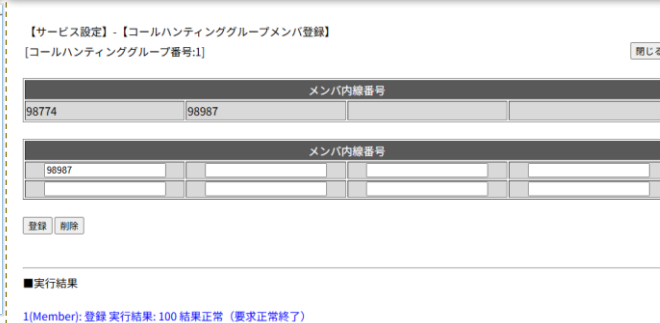 【サービス設定】-【コールハンティンググループメンバ登録】
[コールハンティンググループ番号:1]
閉じる
メンバ内線番号
98774 98987
メンバ内線番号
98987
登録 削除
■実行結果
1(Member): 登録 実行結果: 100 結果正常（要求正常終了）